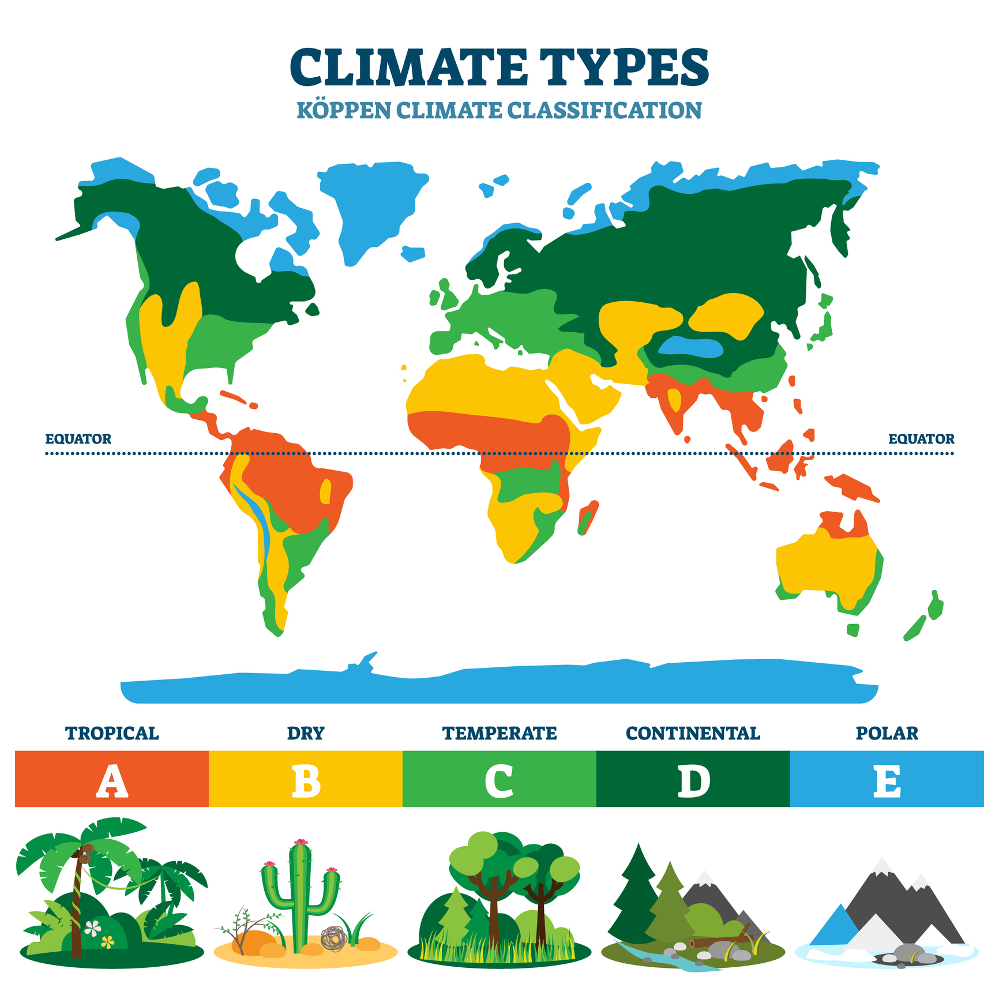 CLIMATE TYPES
KÖPPEN CLIMATE CLASSIFICATION
EQUATOR
EQUATOR
TROPICAL
DRY
TEMPERATE
CONTINENTAL
POLAR
A
B
C
D
E